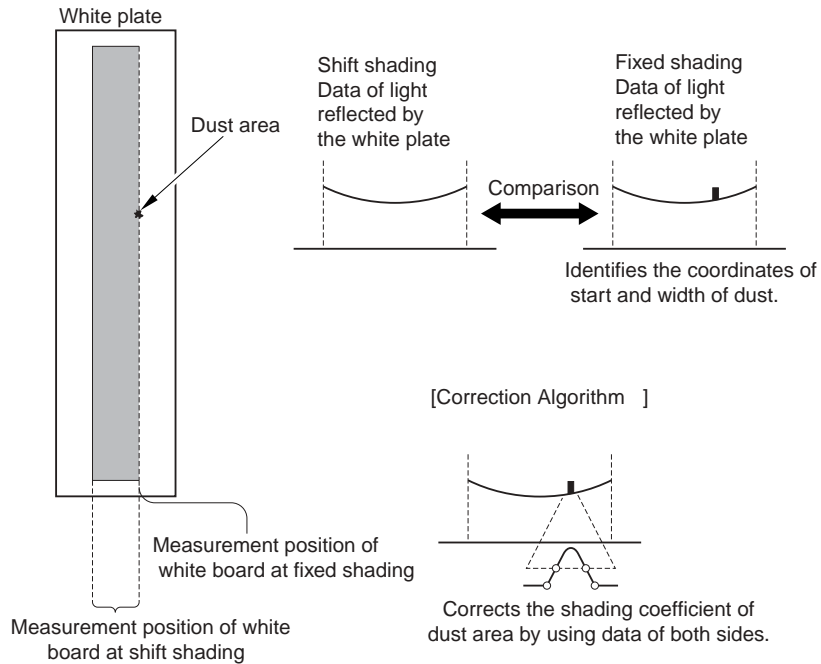 White plate
Dust area
Shift shading
Data of light
reflected by
the white plate
Comparison
Fixed shading
Data of light
reflected by
the white plate
Identifies the coordinates of
start and width of dust.
[Correction Algorithm ]
Measurement position of
white board at fixed shading
Measurement position of white
board at shift shading
Corrects the shading coefficient of
dust area by using data of both sides.